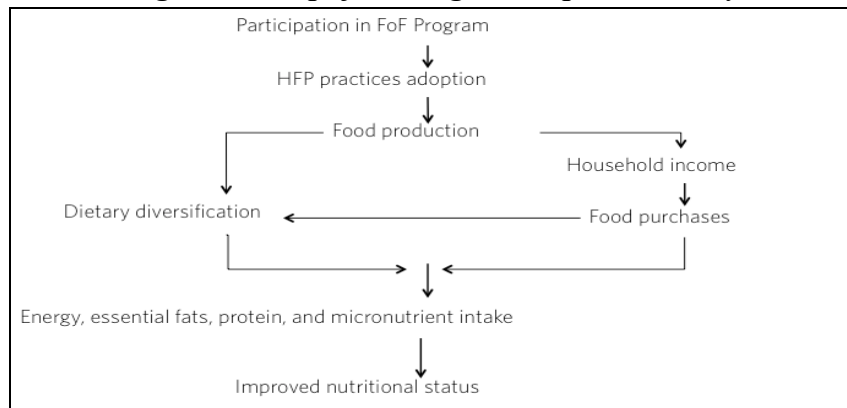 Participation in FoF Program
HFP practices adoption
Food production
Household income
Dietary diversification
Food purchases
Energy, essential fats, protein, and micronutrient intake
Improved nutritional status